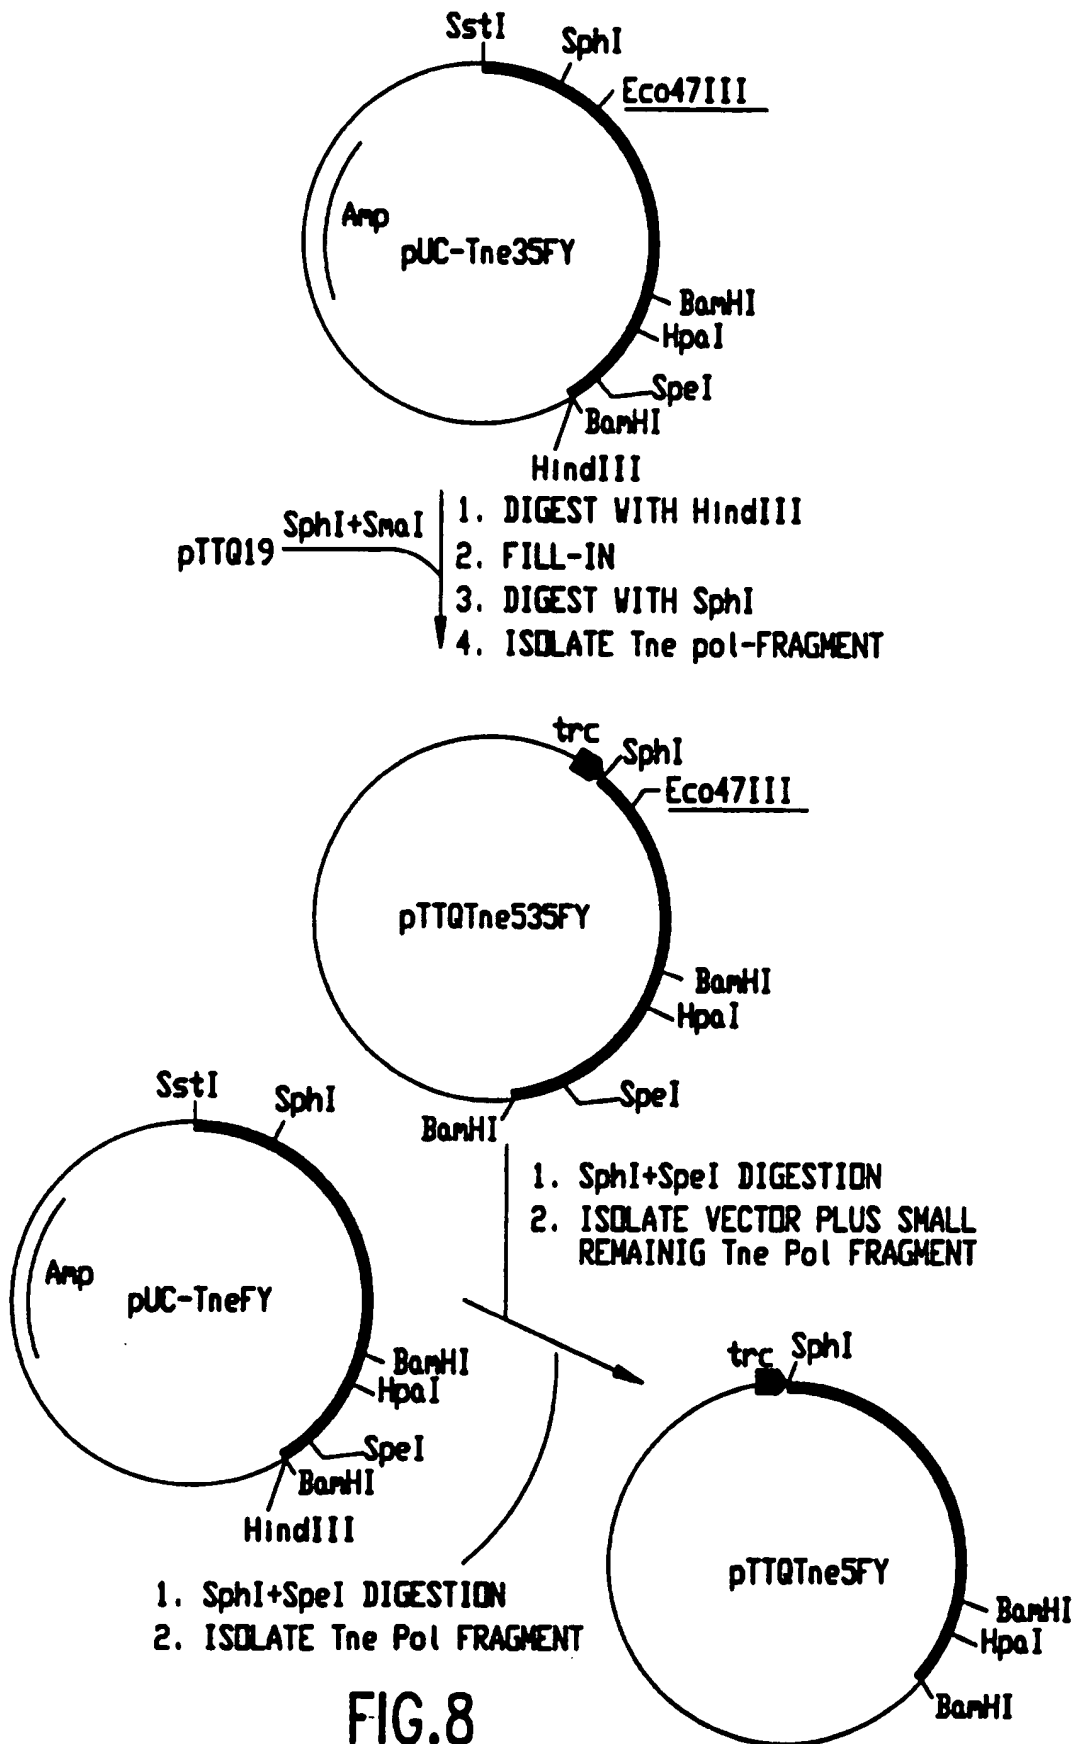 SstI
SphI
Eco47III
Amp
pUC-Tne35FY
BamHI
HpaI
SpeI
BamHI
HindIII
pTTQ19
SphI+SmaI
1. DIGEST WITH HindIII
2. FILL-IN
3. DIGEST WITH SphI
4. ISOLATE Tne pol-FRAGMENT
trc
SphI
Eco47III
pTTQTne535FY
BamHI
HpaI
SpeI
BamHI
SstI
SphI
1. SphI+SpeI DIGESTION
2. ISOLATE VECTOR PLUS SMALL
REMAINIG Tne Pol FRAGMENT
Amp
pUC-TneFY
BamHI
HpaI
SpeI
BamHI
HindIII
trc
SphI
1. SphI+SpeI DIGESTION
2. ISOLATE Tne Pol FRAGMENT
pTTQTne5FY
BamHI
HpaI
BamHI
FIG.8